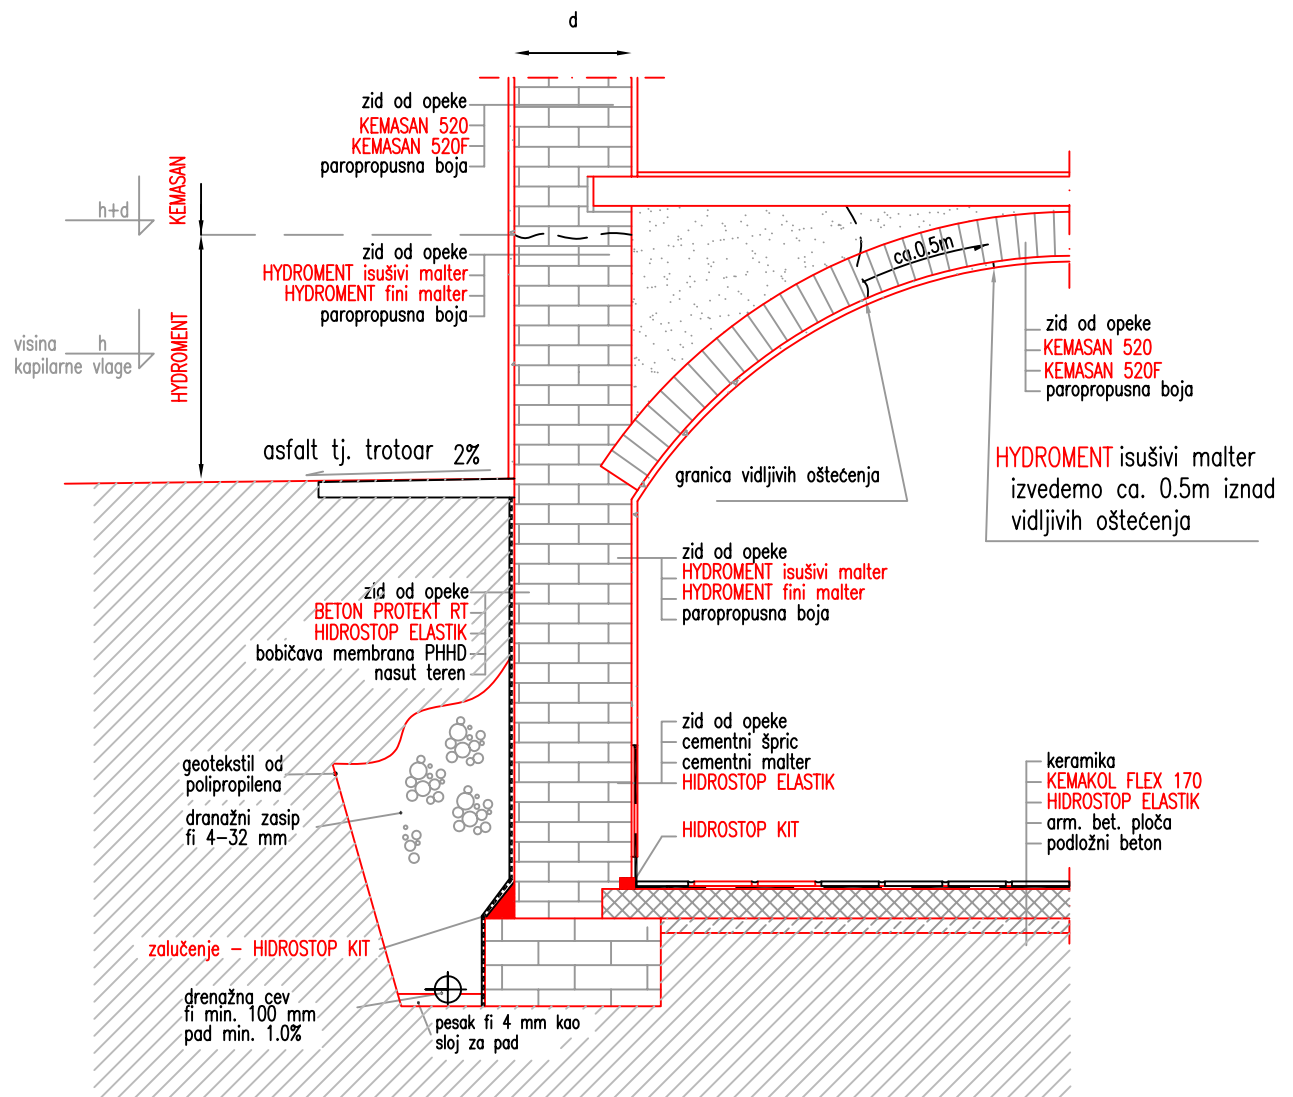 d
zid od opeke
KEMASAN 520
KEMASAN 520F
paropropusna boja
KEMASAN
h+d
zid od opeke
HYDROMENT isušivi malter
HYDROMENT fini malter
paropropusna boja
HYDROMENT
visina h
kapilarne vlage
ca.0.5m
zid od opeke
KEMASAN 520
KEMASAN 520F
paropropusna boja
asfalt tj. trotoar 2%
granica vidljivih oštećenja
HYDROMENT isušivi malter
izvedemo ca. 0.5m iznad
vidljivih oštećenja
zid od opeke
HYDROMENT isušivi malter
HYDROMENT fini malter
paropropusna boja
zid od opeke
BETON PROTEKT RT
HIDROSTOP ELASTIK
bobičava membrana PHHD
nasut teren
zid od opeke
cementni špric
cementni malter
HIDROSTOP ELASTIK
HIDROSTOP KIT
geotekstil od
polipropilena
dranažni zasip
fi 4-32 mm
keramika
KEMAKOL FLEX 170
HIDROSTOP ELASTIK
arm. bet. ploča
podložni beton
zalučenje - HIDROSTOP KIT
drenažna cev
fi min. 100 mm
pad min. 1.0%
pesak fi 4 mm kao
sloj za pad